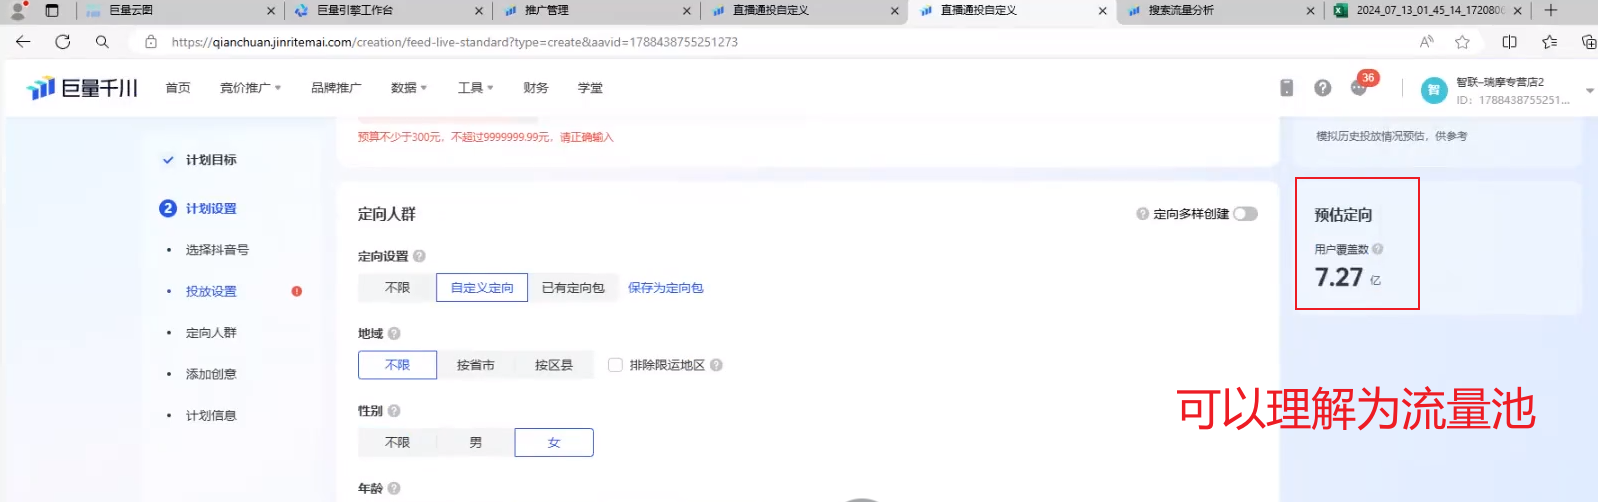 巨量云图
巨量引擎工作台
推广管理
直播通投自定义
直播通投自定义
搜索流量分析
2024_07_13_01_45_14_172080
https://qianchuan.jinritemai.com/creation/feed-live-standard?type=create&aavid=1788438755251273
巨量千川
首页
竞价推广
品牌推广
数据
工具
财务
学堂
36
智
智联–瑞摩专营店2
ID: 1788438755251...
预算不少于300元，不超过9999999.99元，请正确输入
模拟历史投放情况预估，供参考
计划目标
2 计划设置
选择抖音号
投放设置
定向人群
添加创意
计划信息
定向人群
定向多样创建
定向设置
不限 自定义定向 已有定向包 保存为定向包
地域
不限 按省市 按区县 排除限运地区
性别
不限 男 女
年龄
预估定向
用户覆盖数
7.27 亿
可以理解为流量池